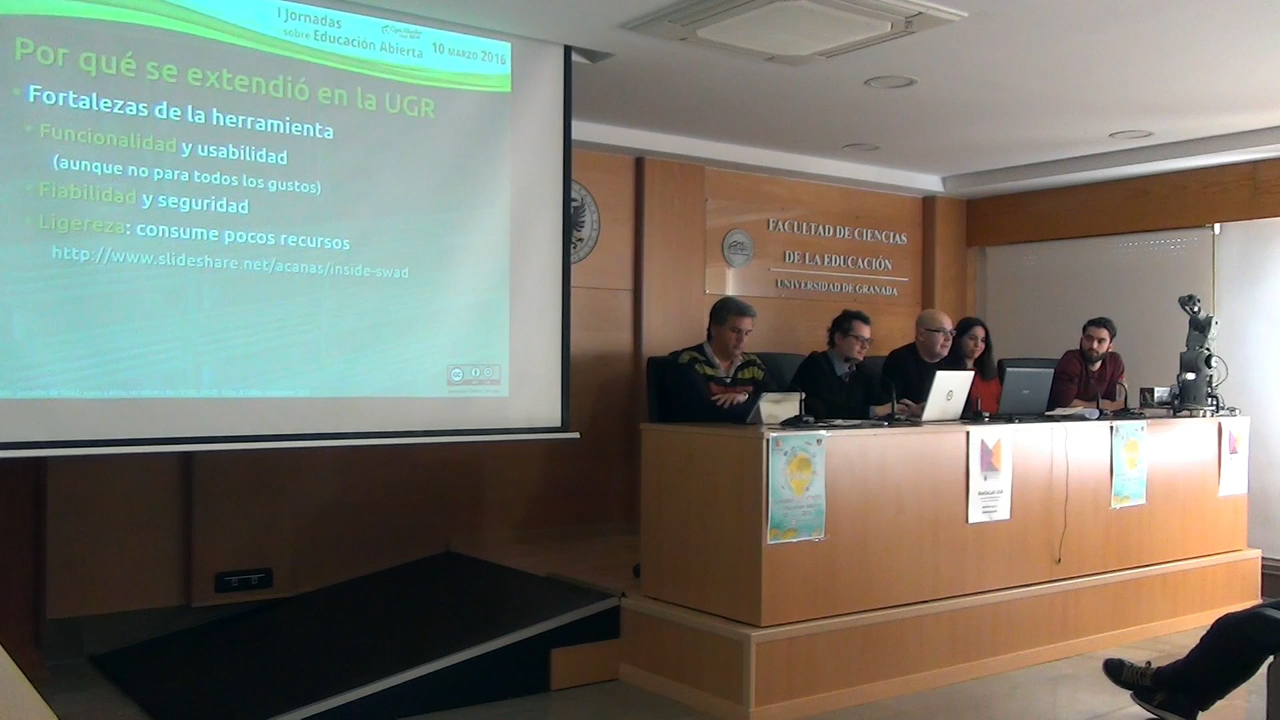 I Jornadas
sobre Educación Abierta
10 MARZO 2016
Por qué se extendió en la UGR
Fortalezas de la herramienta
Funcionalidad y usabilidad
(aunque no para todos los gustos)
Fiabilidad y seguridad
Ligereza: consume pocos recursos
http://www.slideshare.net/acanas/inside-swad
FACULTAD DE CIENCIAS
DE LA EDUCACIÓN
UNIVERSIDAD DE GRANADA